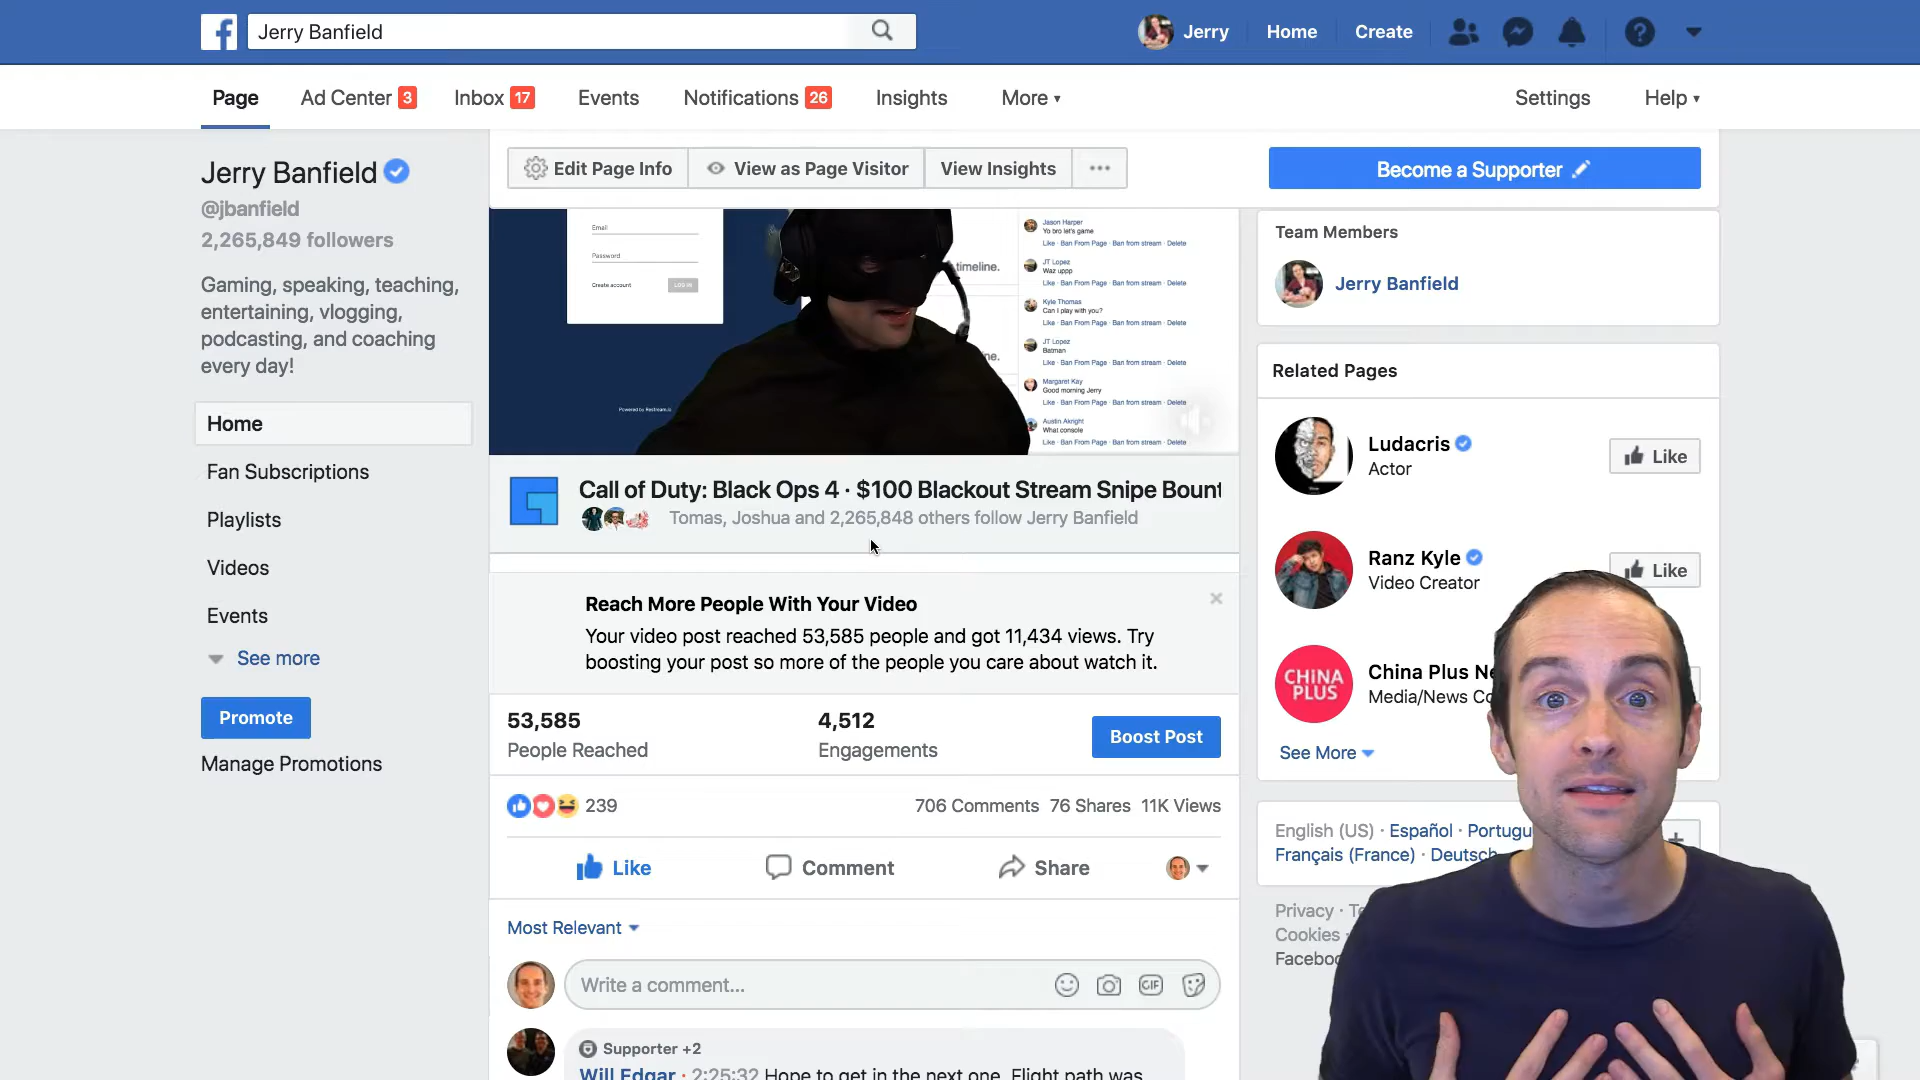 Jerry Banfield
Jerry
Home
Create
Page
Ad Center 3
Inbox 17
Events
Notifications 26
Insights
More
Settings
Help
Jerry Banfield
@jbanfield
2,265,849 followers
Gaming, speaking, teaching,
entertaining, vlogging,
podcasting, and coaching
every day!
Home
Fan Subscriptions
Playlists
Videos
Events
See more
Promote
Manage Promotions
Edit Page Info
View as Page Visitor
View Insights
Become a Supporter
Email
Password
Create account
LOG IN
Powered by Restream.io
timeline.
ne.
Jason Harper
Yo bro let's game
Like · Ban From Page · Ban from stream · Delete
JT Lopez
Waz uppp
Like · Ban From Page · Ban from stream · Delete
Kyle Thomas
Can I play with you?
Like · Ban From Page · Ban from stream · Delete
JT Lopez
Batman
Like · Ban From Page · Ban from stream · Delete
Margaret Kay
Good morning Jerry
Like · Ban From Page · Ban from stream · Delete
Austin Akright
What console
Like · Ban From Page · Ban from stream · Delete
Call of Duty: Black Ops 4 · $100 Blackout Stream Snipe Bount
Tomas, Joshua and 2,265,848 others follow Jerry Banfield
Reach More People With Your Video
Your video post reached 53,585 people and got 11,434 views. Try
boosting your post so more of the people you care about watch it.
53,585
People Reached
4,512
Engagements
Boost Post
239
706 Comments 76 Shares 11K Views
Like
Comment
Share
Most Relevant
Write a comment...
GIF
Supporter +2
Will Edgar · 2:25:32 Hope to get in the next one. Flight path was
Team Members
Jerry Banfield
Related Pages
Ludacris
Actor
Like
Ranz Kyle
Video Creator
Like
CHINA
PLUS
China Plus Ne
Media/News Co
See More
English (US) · Español · Portugu
Français (France) · Deutsch
Privacy · Te
Cookies ·
Faceboo